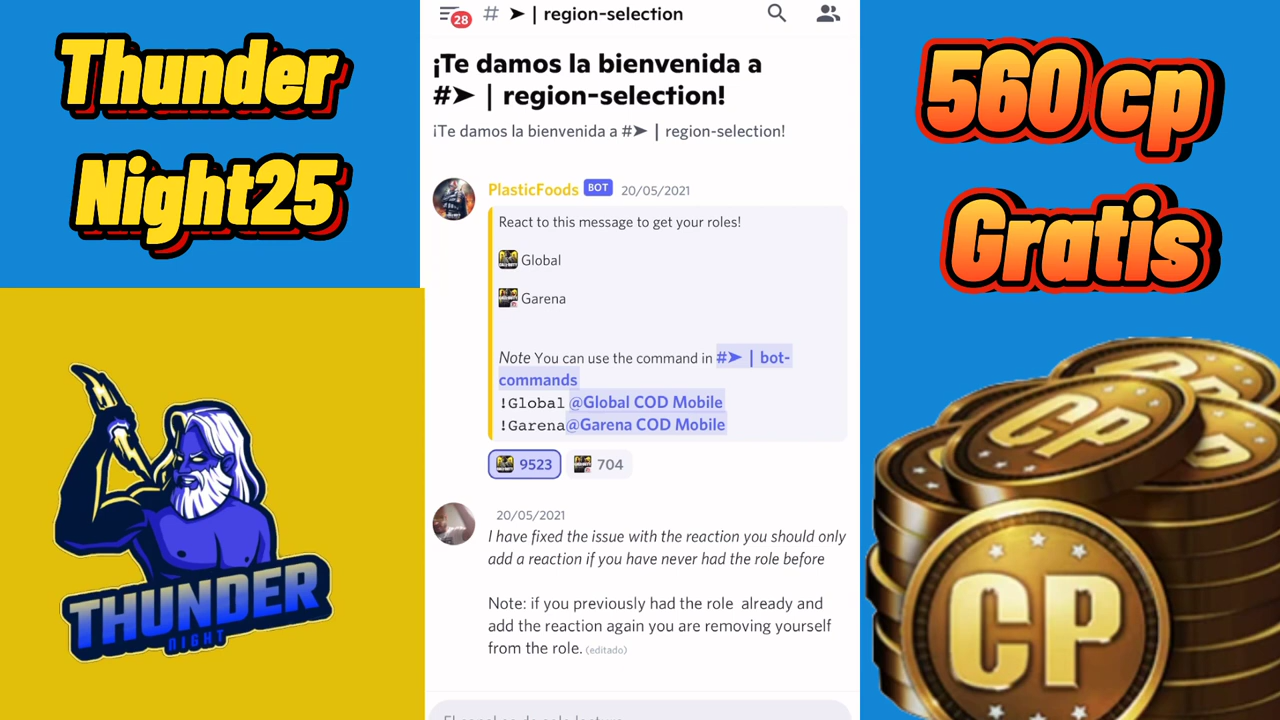 Thunder
Night25
THUNDER
NIGHT
28
# ➤ | region-selection
¡Te damos la bienvenida a
#➤ | region-selection!
¡Te damos la bienvenida a #➤ | region-selection!
PlasticFoods BOT 20/05/2021
React to this message to get your roles!
Global
Garena
Note You can use the command in #➤ | bot-
commands
!Global @Global COD Mobile
!Garena@Garena COD Mobile
9523 704
20/05/2021
I have fixed the issue with the reaction you should only
add a reaction if you have never had the role before
Note: if you previously had the role already and
add the reaction again you are removing yourself
from the role. (editado)
560 cp
Gratis
CP
CP